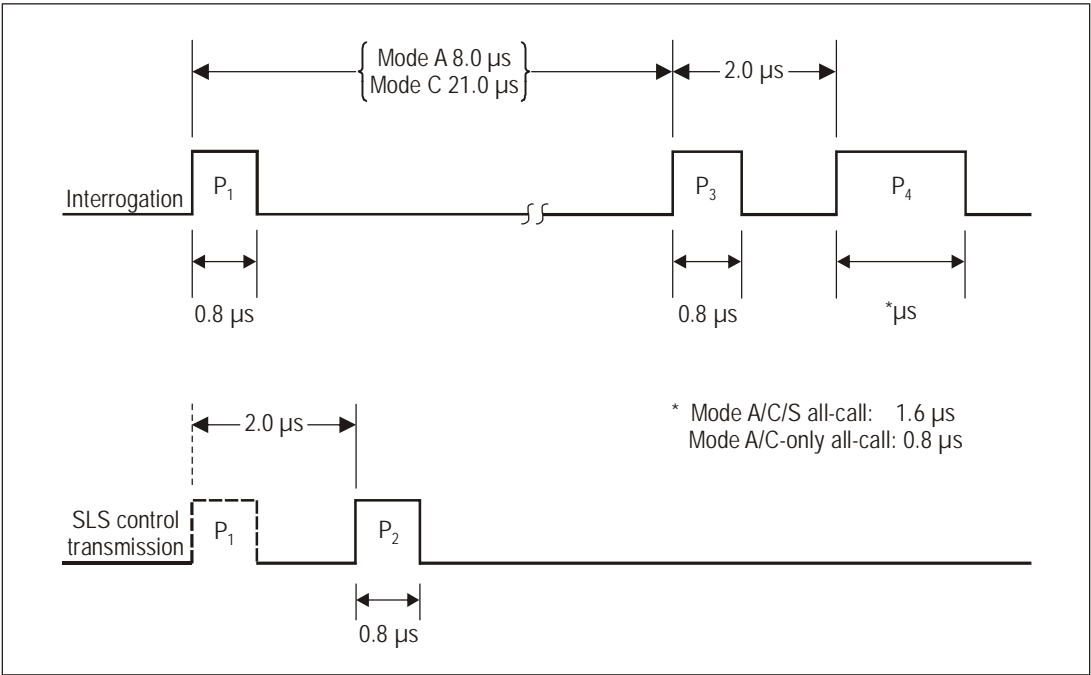 Mode A 8.0 µs
Mode C 21.0 µs
2.0 µs
Interrogation
P1
P3
P4
0.8 µs
0.8 µs
*µs
2.0 µs
* Mode A/C/S all-call: 1.6 µs
Mode A/C-only all-call: 0.8 µs
SLS control
transmission
P1
P2
0.8 µs